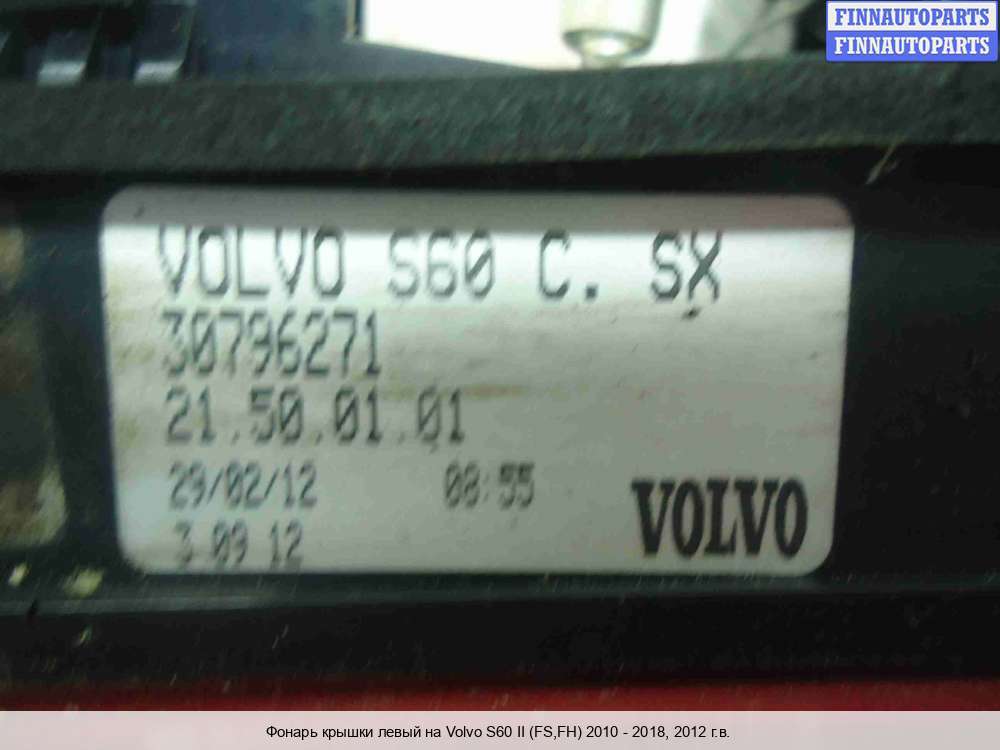 FINNAUTOPARTS
FINNAUTOPARTS
VOLVO S60 C. SX
30796271
21.50.01.01
29/02/12 08:55
3 09 12
VOLVO
Фонарь крышки левый на Volvo S60 II (FS,FH) 2010 - 2018, 2012 г.в.